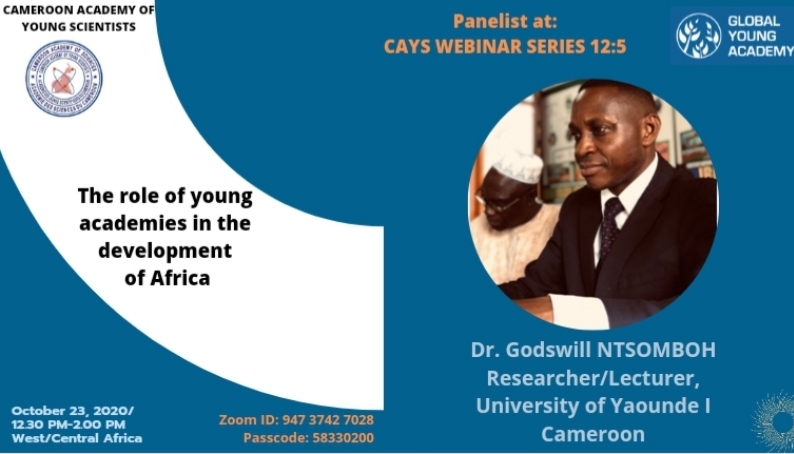 CAMEROON ACADEMY OF
YOUNG SCIENTISTS
The role of young
academies in the
development
of Africa
October 23, 2020/
12.30 PM-2.00 PM
West/Central Africa
Zoom ID: 947 3742 7028
Passcode: 58330200
Panelist at:
CAYS WEBINAR SERIES 12:5
GLOBAL
YOUNG
ACADEMY
Dr. Godswill NTSOMBOH
Researcher/Lecturer,
University of Yaounde I
Cameroon